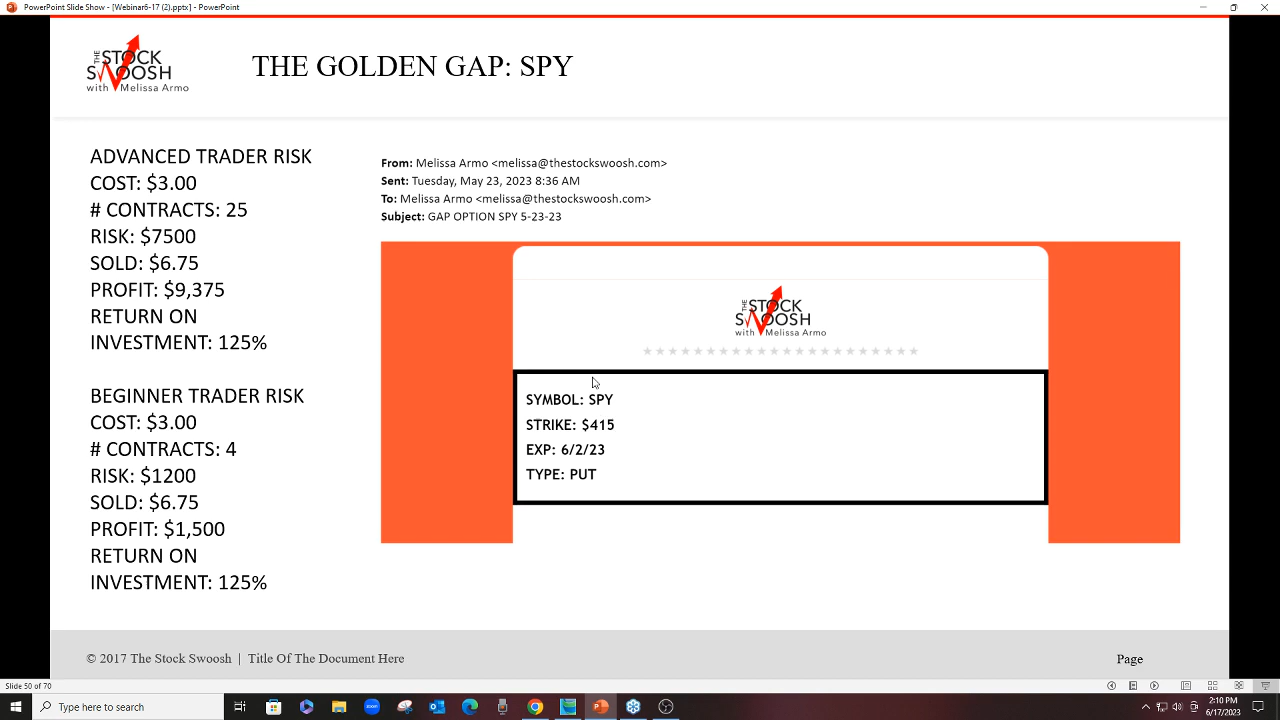 PowerPoint Slide Show - [Webinar6-17 (2).pptx] - PowerPoint
THE
STOCK
SWOOSH
with Melissa Armo
THE GOLDEN GAP: SPY
ADVANCED TRADER RISK
COST: $3.00
# CONTRACTS: 25
RISK: $7500
SOLD: $6.75
PROFIT: $9,375
RETURN ON
INVESTMENT: 125%
BEGINNER TRADER RISK
COST: $3.00
# CONTRACTS: 4
RISK: $1200
SOLD: $6.75
PROFIT: $1,500
RETURN ON
INVESTMENT: 125%
From: Melissa Armo <melissa@thestockswoosh.com>
Sent: Tuesday, May 23, 2023 8:36 AM
To: Melissa Armo <melissa@thestockswoosh.com>
Subject: GAP OPTION SPY 5-23-23
THE
STOCK
SWOOSH
with Melissa Armo
SYMBOL: SPY
STRIKE: $415
EXP: 6/2/23
TYPE: PUT
© 2017 The Stock Swoosh | Title Of The Document Here
Page
Slide 50 of 70
Type here to search
zoom
2:10 PM
6/17/2023